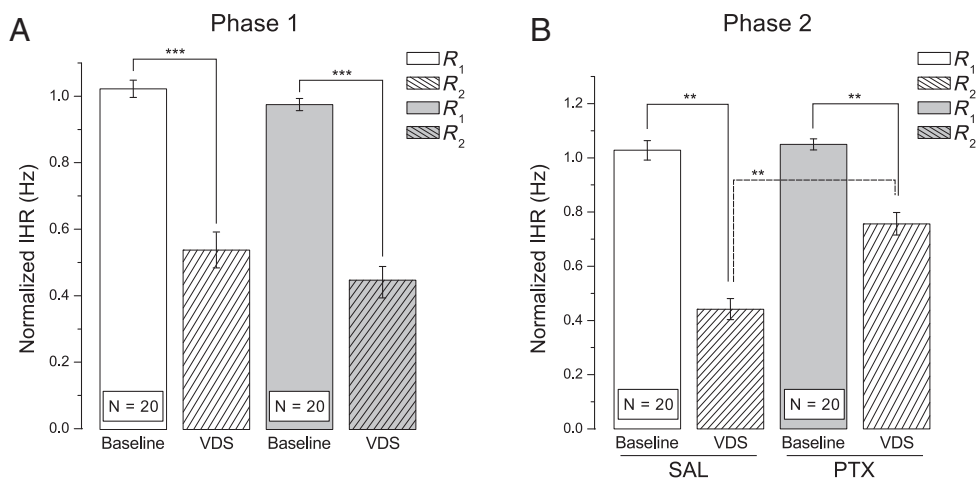 A
Phase 1
Normalized IHR (Hz)
1.0
0.8
0.6
0.4
0.2
0.0
***
***
R1
R2
R1
R2
N = 20
N = 20
Baseline
VDS
Baseline
VDS
B
Phase 2
Normalized IHR (Hz)
1.2
1.0
0.8
0.6
0.4
0.2
0.0
**
**
**
R1
R2
R1
R2
N = 20
N = 20
Baseline
VDS
Baseline
VDS
SAL
PTX